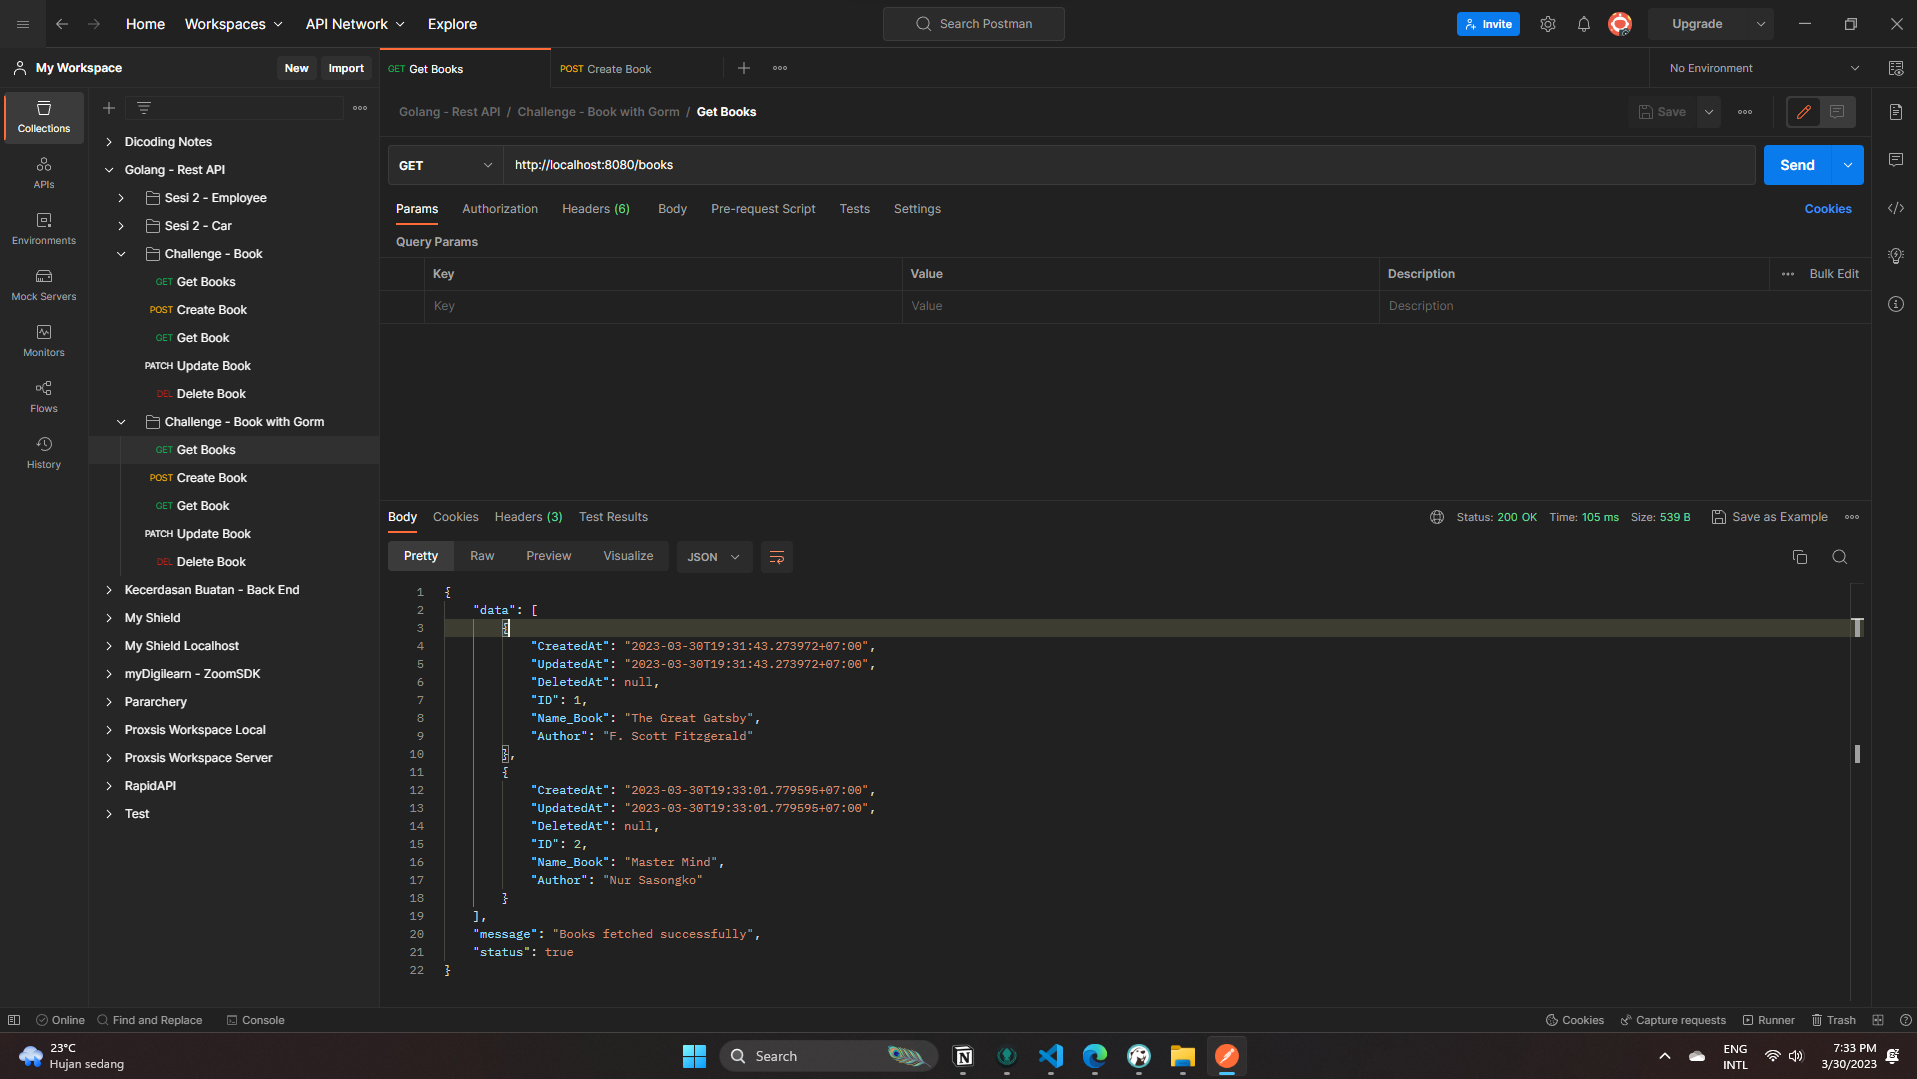 Home Workspaces API Network Explore Search Postman Invite Upgrade
My Workspace New Import GET Get Books POST Create Book No Environment
Collections
APIs
Environments
Mock Servers
Monitors
Flows
History
Dicoding Notes
Golang - Rest API
Sesi 2 - Employee
Sesi 2 - Car
Challenge - Book
GET Get Books
POST Create Book
GET Get Book
PATCH Update Book
DEL Delete Book
Challenge - Book with Gorm
GET Get Books
POST Create Book
GET Get Book
PATCH Update Book
DEL Delete Book
Kecerdasan Buatan - Back End
My Shield
My Shield Localhost
myDigilearn - ZoomSDK
Pararchery
Proxsis Workspace Local
Proxsis Workspace Server
RapidAPI
Test
Golang - Rest API / Challenge - Book with Gorm / Get Books Save
GET http://localhost:8080/books Send
Params Authorization Headers (6) Body Pre-request Script Tests Settings Cookies
Query Params
Key Value Description Bulk Edit
Key Value Description
Body Cookies Headers (3) Test Results Status: 200 OK Time: 105 ms Size: 539 B Save as Example
Pretty Raw Preview Visualize JSON
1 {
2 "data": [
3 {
4 "CreatedAt": "2023-03-30T19:31:43.273972+07:00",
5 "UpdatedAt": "2023-03-30T19:31:43.273972+07:00",
6 "DeletedAt": null,
7 "ID": 1,
8 "Name_Book": "The Great Gatsby",
9 "Author": "F. Scott Fitzgerald"
10 },
11 {
12 "CreatedAt": "2023-03-30T19:33:01.779595+07:00",
13 "UpdatedAt": "2023-03-30T19:33:01.779595+07:00",
14 "DeletedAt": null,
15 "ID": 2,
16 "Name_Book": "Master Mind",
17 "Author": "Nur Sasongko"
18 }
19 ],
20 "message": "Books fetched successfully",
21 "status": true
22 }
Online Find and Replace Console Cookies Capture requests Runner Trash
23°C
Hujan sedang
Search
ENG
INTL
7:33 PM
3/30/2023